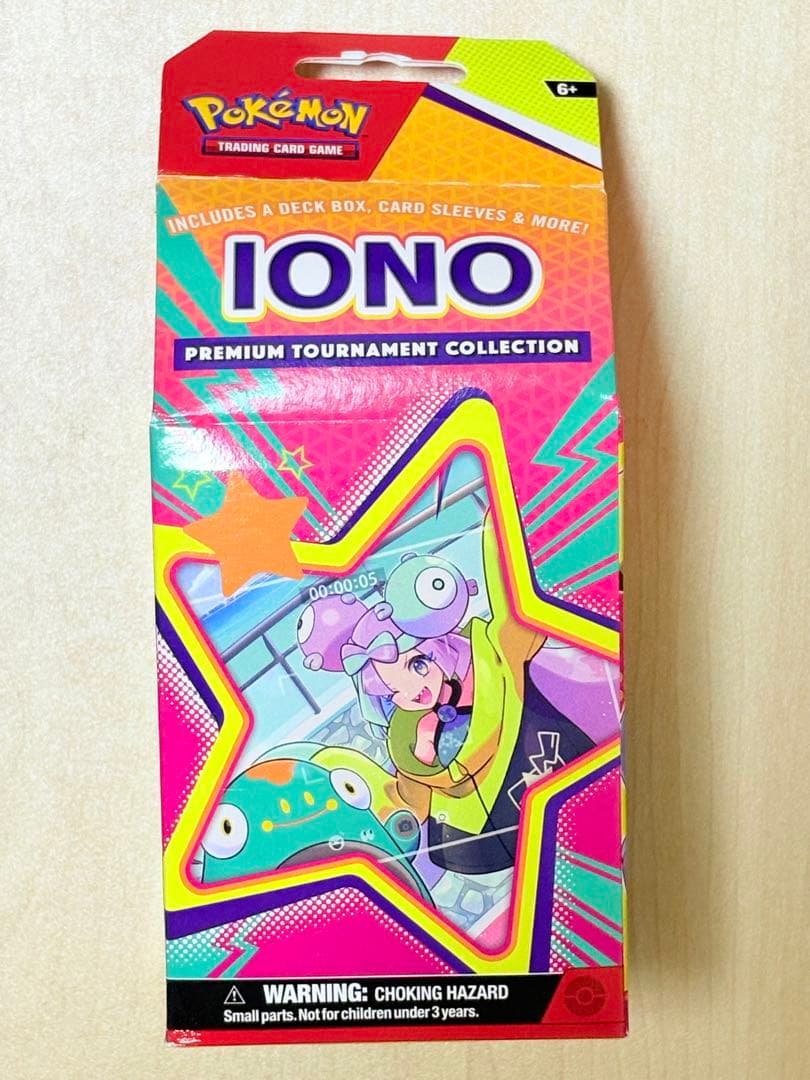 6+
POKéMON
TRADING CARD GAME
INCLUDES A DECK BOX, CARD SLEEVES & MORE!
IONO
PREMIUM TOURNAMENT COLLECTION
00:00:05
WARNING: CHOKING HAZARD
Small parts. Not for children under 3 years.